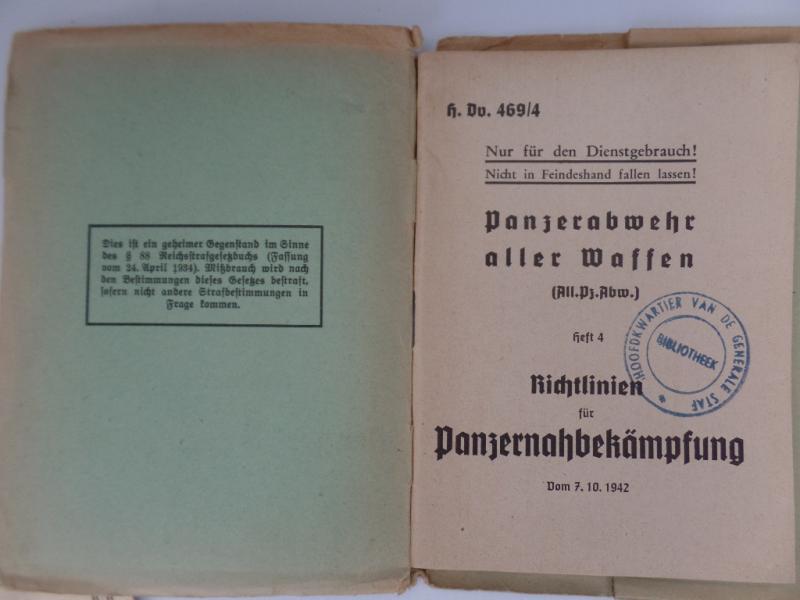 Dies ist ein geheimer Gegenstand im Sinne
des § 88 Reichsstrafgesetzbuchs (Fassung
vom 24. April 1934). Mißbrauch wird nach
den Bestimmungen dieses Gesetzes bestraft,
sofern nicht andere Strafbestimmungen in
Frage kommen.
H. Dv. 469/4
Nur für den Dienstgebrauch!
Nicht in Feindeshand fallen lassen!
Panzerabwehr
aller Waffen
(All.Pz.Abw.)
Heft 4
HOOFDKWARTIER VAN DE GENERALE STAF *
BIBLIOTHEEK
Richtlinien
für
Panzernahbekämpfung
Vom 7. 10. 1942